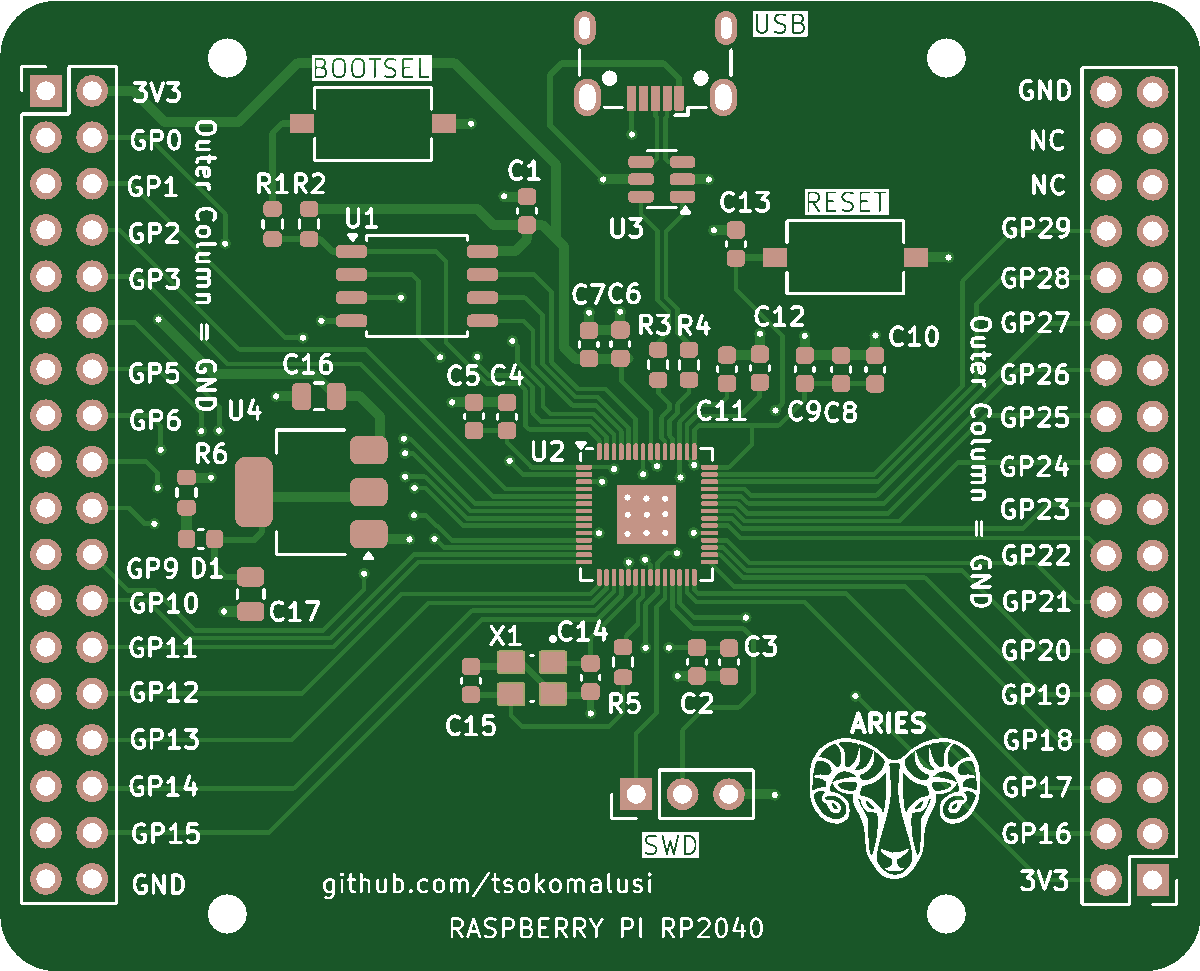 USB
BOOTSEL
3V3
GP0
GP1
GP2
GP3
GP5
GP6
GP9
GP10
GP11
GP12
GP13
GP14
GP15
GND
Outer Column = GND
R1
R2
U1
C1
U3
C13
RESET
C7
C6
R3
R4
C12
C10
C16
C5
C4
C11
C9
C8
U4
R6
U2
D1
C17
X1
C14
C3
C15
R5
C2
GND
NC
NC
GP29
GP28
GP27
GP26
GP25
GP24
GP23
GP22
GP21
GP20
GP19
GP18
GP17
GP16
3V3
Outer Column = GND
ARIES
SWD
github.com/tsokomalusi
RASPBERRY PI RP2040